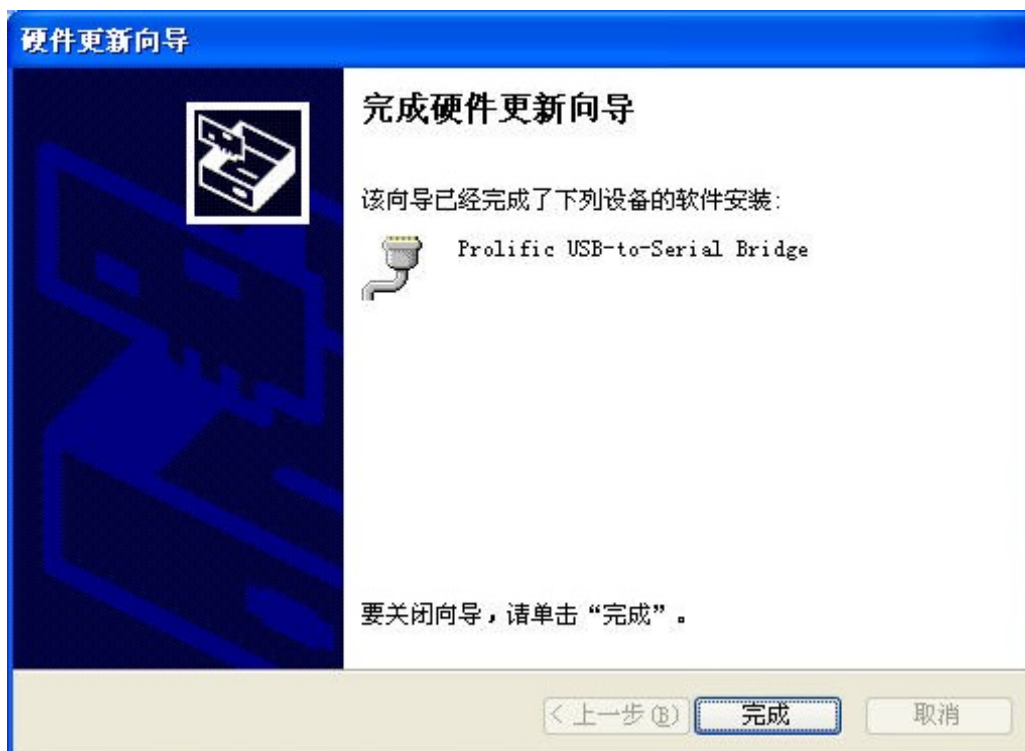 硬件更新向导
完成硬件更新向导
该向导已经完成了下列设备的软件安装:
Prolific USB-to-Serial Bridge
要关闭向导，请单击“完成”。
< 上一步(B)
完成
取消